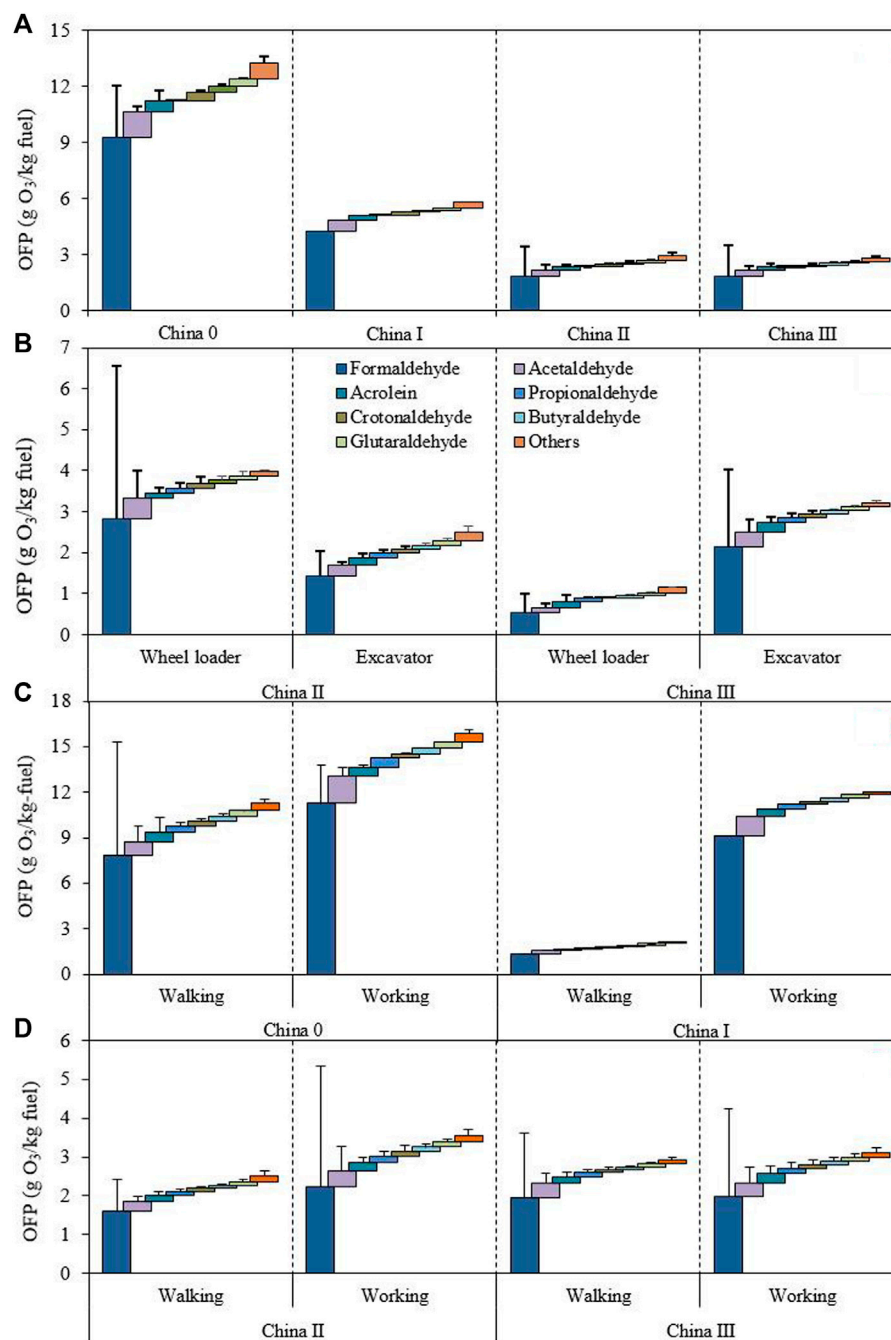 A
15
12
9
6
3
0
OFP (g O₃/kg fuel)
China 0 China I China II China III
B
7
6
5
4
3
2
1
0
OFP (g O₃/kg fuel)
Formaldehyde Acetaldehyde
Acrolein Propionaldehyde
Crotonaldehyde Butyraldehyde
Glutaraldehyde Others
Wheel loader Excavator Wheel loader Excavator
China II China III
C
18
15
12
9
6
3
0
OFP (g O₃/kg-fuel)
Walking Working Walking Working
China 0 China I
D
6
5
4
3
2
1
0
OFP (g O₃/kg fuel)
Walking Working Walking Working
China II China III